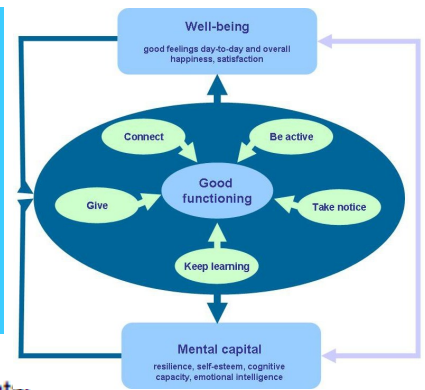 Well-being
good feelings day-to-day and overall
happiness, satisfaction
Connect
Be active
Good
functioning
Give
Take notice
Keep learning
Mental capital
resilience, self-esteem, cognitive
capacity, emotional intelligence